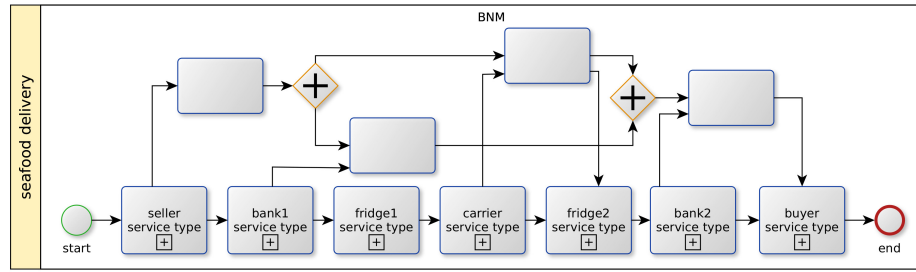 BNM
seafood delivery
start
seller
service type
bank1
service type
fridge1
service type
carrier
service type
fridge2
service type
bank2
service type
buyer
service type
end